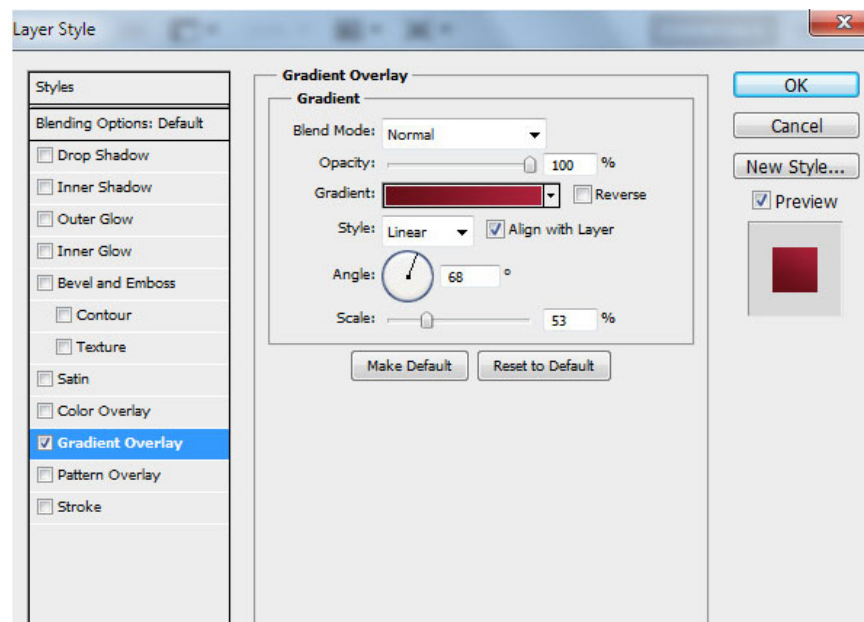 Layer Style
Styles
Blending Options: Default
Drop Shadow
Inner Shadow
Outer Glow
Inner Glow
Bevel and Emboss
Contour
Texture
Satin
Color Overlay
Gradient Overlay
Pattern Overlay
Stroke
Gradient Overlay
Gradient
Blend Mode: Normal
Opacity: 100 %
Gradient: Reverse
Style: Linear Align with Layer
Angle: 68 °
Scale: 53 %
Make Default Reset to Default
OK
Cancel
New Style...
Preview